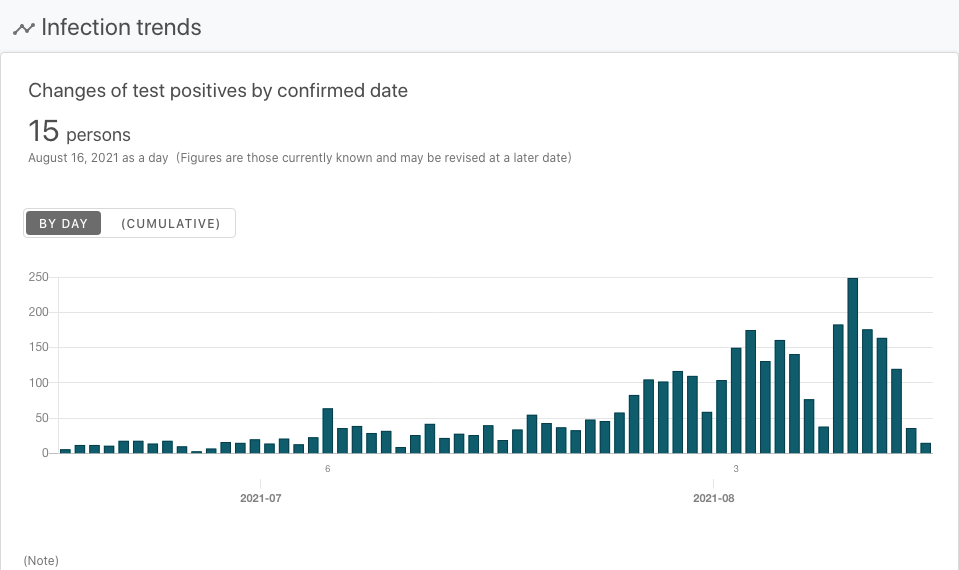 Infection trends
Changes of test positives by confirmed date
15 persons
August 16, 2021 as a day (Figures are those currently known and may be revised at a later date)
BY DAY (CUMULATIVE)
250
200
150
100
50
0
6 3
2021-07 2021-08
(Note)